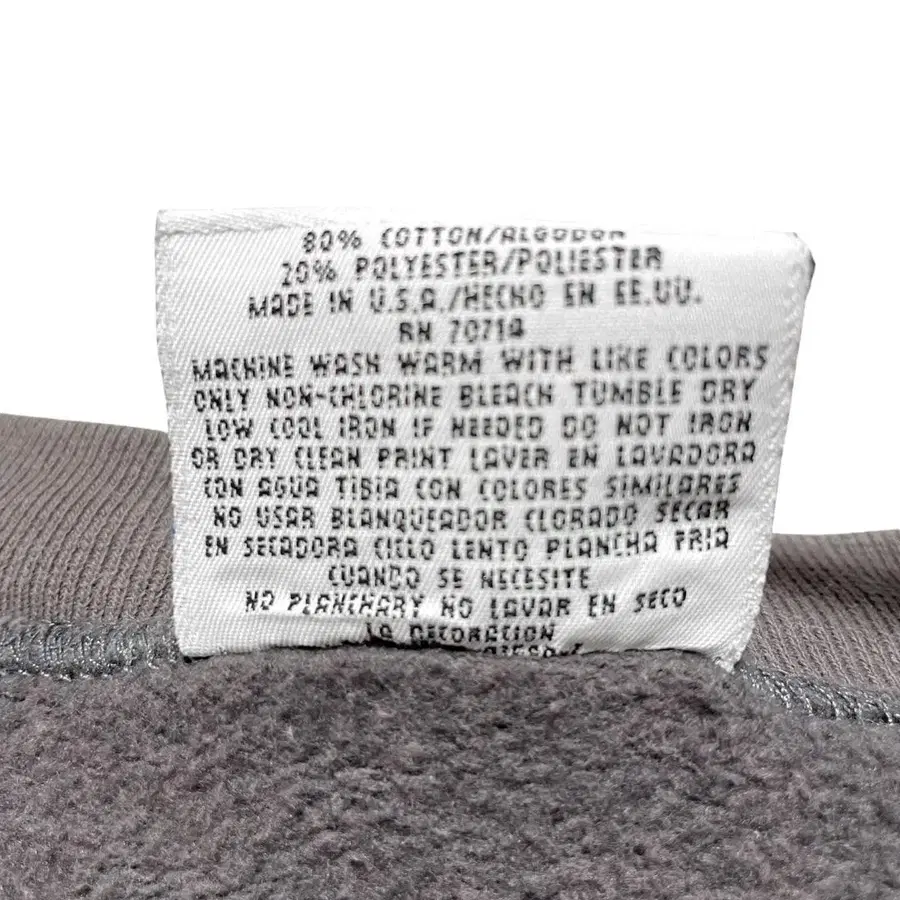 80% COTTON/ALGODON
20% POLYESTER/POLIESTER
MADE IN U.S.A./HECHO EN EE.UU.
RN 70714
MACHINE WASH WARM WITH LIKE COLORS
ONLY NON-CHLORINE BLEACH TUMBLE DRY
LOW COOL IRON IF NEEDED DO NOT IRON
OR DRY CLEAN PRINT LAVER EN LAVADORA
CON AGUA TIBIA CON COLORES SIMILARES
NO USAR BLANQUEADOR CLORADO SECAR
EN SECADORA CICLO LENTO PLANCHA FRIA
CUANDO SE NECESITE
NO PLANCHARY NO LAVAR EN SECO
LA DECORACION